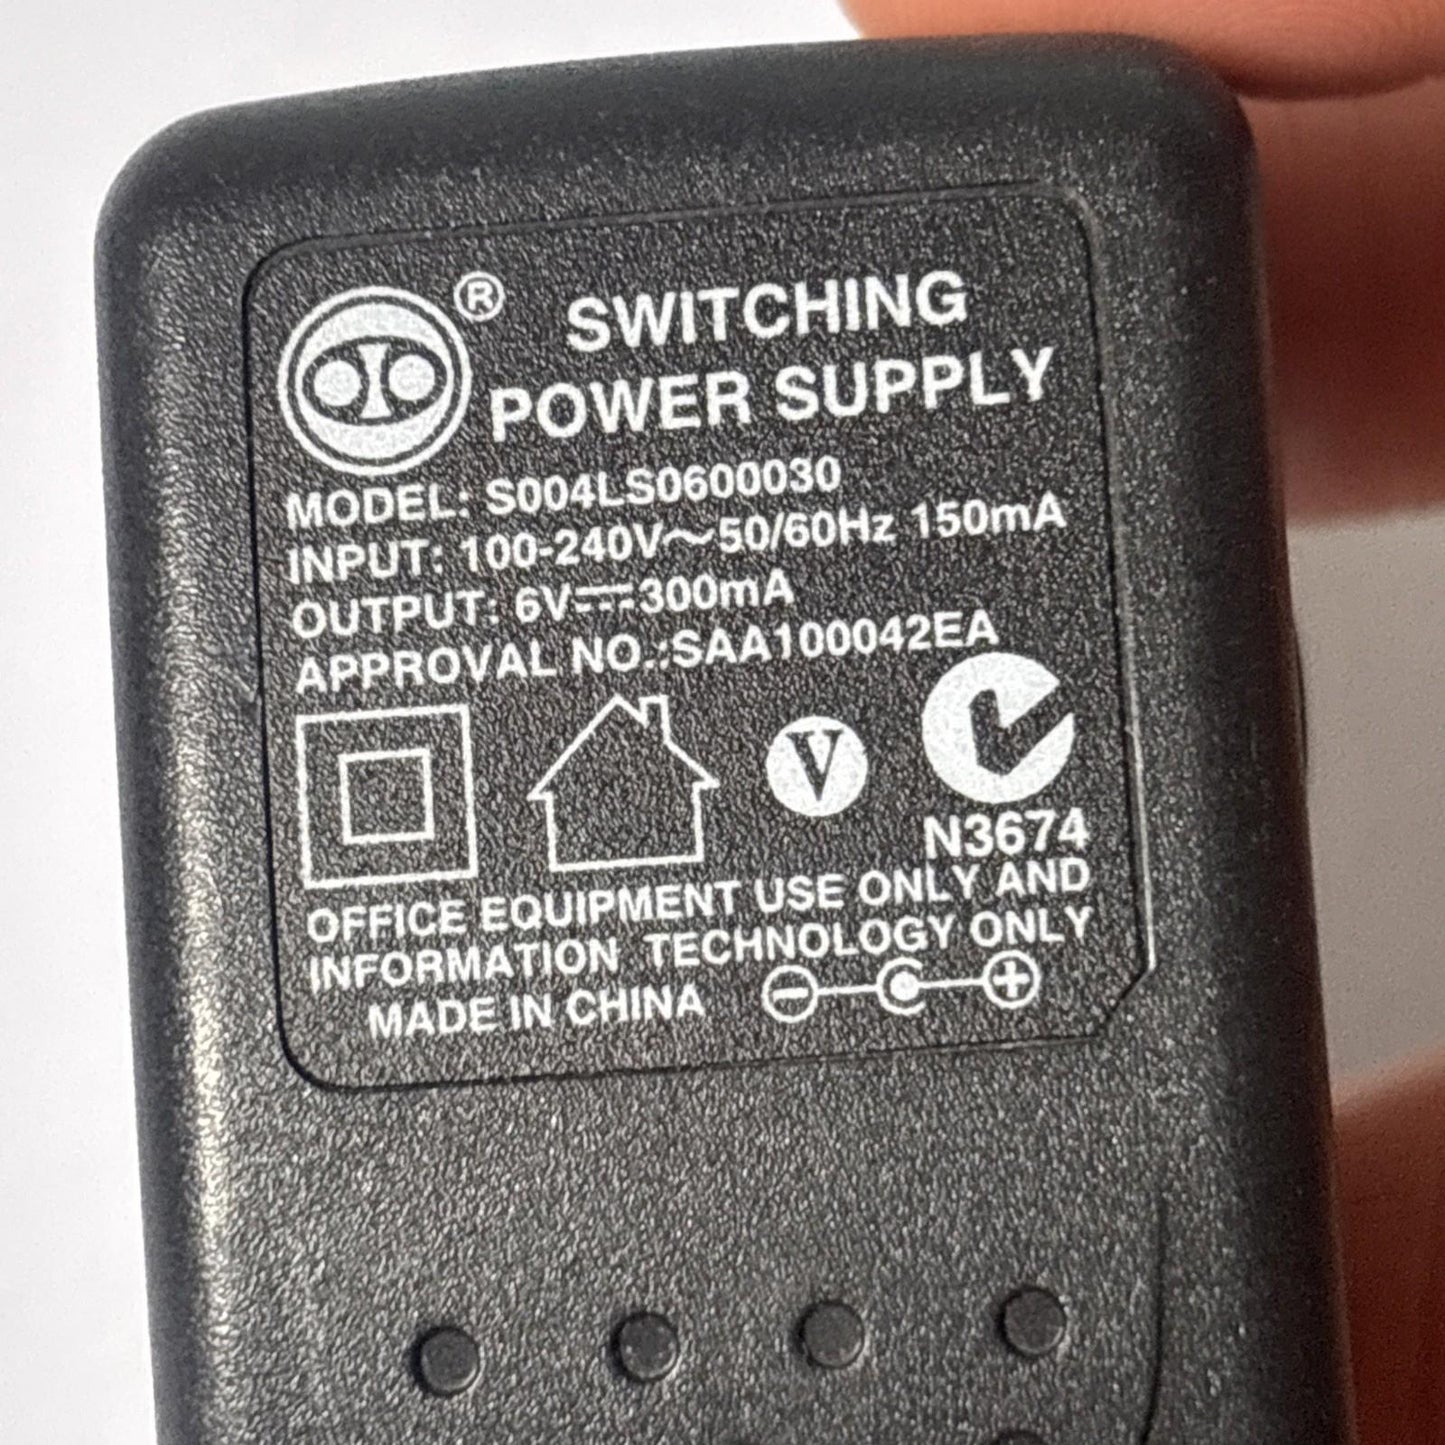 ®
SWITCHING
POWER SUPPLY
MODEL: S004LS0600030
INPUT: 100-240V～50/60Hz 150mA
OUTPUT: 6V⎓300mA
APPROVAL NO.:SAA100042EA
V
N3674
OFFICE EQUIPMENT USE ONLY AND
INFORMATION TECHNOLOGY ONLY
MADE IN CHINA